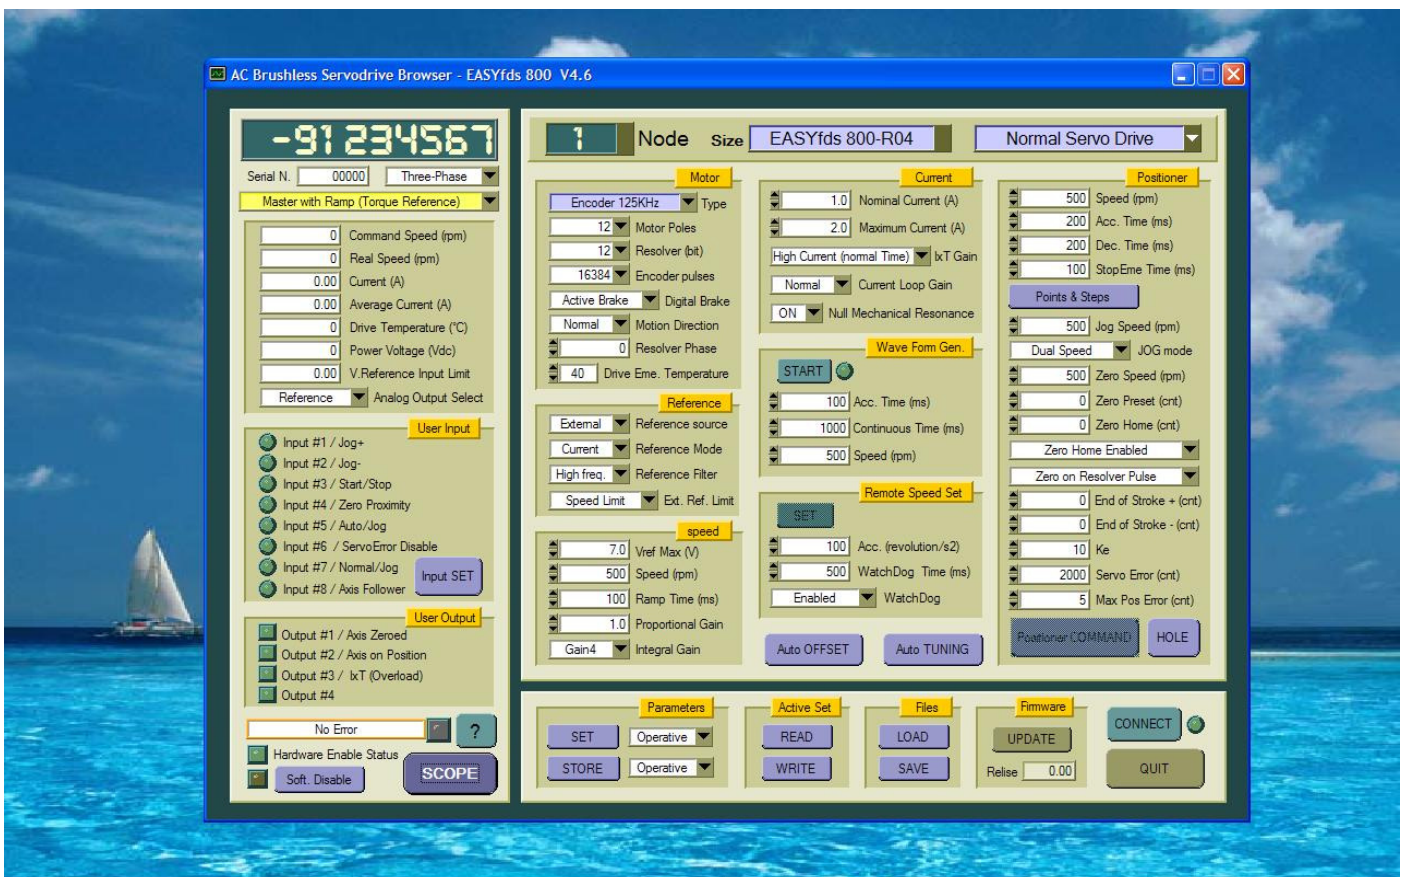 AC Brushless Servodrive Browser - EASYfds 800 V4.6
-91234567
Serial N. 00000 Three-Phase
Master with Ramp (Torque Reference)
0 Command Speed (rpm)
0 Real Speed (rpm)
0.00 Current (A)
0.00 Average Current (A)
0 Drive Temperature (°C)
0 Power Voltage (Vdc)
0.00 V.Reference Input Limit
Reference Analog Output Select
User Input
Input #1 / Jog+
Input #2 / Jog-
Input #3 / Start/Stop
Input #4 / Zero Proximity
Input #5 / Auto/Jog
Input #6 / ServoError Disable
Input #7 / Normal/Jog
Input #8 / Axis Follower
Input SET
User Output
Output #1 / Axis Zeroed
Output #2 / Axis on Position
Output #3 / IxT (Overload)
Output #4
No Error ?
Hardware Enable Status
Soft. Disable
SCOPE
1 Node Size EASYfds 800-R04 Normal Servo Drive
Motor
Encoder 125KHz Type
12 Motor Poles
12 Resolver (bit)
16384 Encoder pulses
Active Brake Digital Brake
Normal Motion Direction
0 Resolver Phase
40 Drive Eme. Temperature
Reference
External Reference source
Current Reference Mode
High freq. Reference Filter
Speed Limit Ext. Ref. Limit
speed
7.0 Vref Max (V)
500 Speed (rpm)
100 Ramp Time (ms)
1.0 Proportional Gain
Gain4 Integral Gain
Current
1.0 Nominal Current (A)
2.0 Maximum Current (A)
High Current (normal Time) IxT Gain
Normal Current Loop Gain
ON Null Mechanical Resonance
Wave Form Gen.
START
100 Acc. Time (ms)
1000 Continuous Time (ms)
500 Speed (rpm)
Remote Speed Set
SET
100 Acc. (revolution/s2)
500 WatchDog Time (ms)
Enabled WatchDog
Auto OFFSET Auto TUNING
Positioner
500 Speed (rpm)
200 Acc. Time (ms)
200 Dec. Time (ms)
100 StopEme Time (ms)
Points & Steps
500 Jog Speed (rpm)
Dual Speed JOG mode
500 Zero Speed (rpm)
0 Zero Preset (cnt)
0 Zero Home (cnt)
Zero Home Enabled
Zero on Resolver Pulse
0 End of Stroke + (cnt)
0 End of Stroke - (cnt)
10 Ke
2000 Servo Error (cnt)
5 Max Pos Error (cnt)
Positioner COMMAND HOLE
Parameters
SET Operative
STORE Operative
Active Set
READ
WRITE
Files
LOAD
SAVE
Firmware
UPDATE
Relise 0.00
CONNECT
QUIT